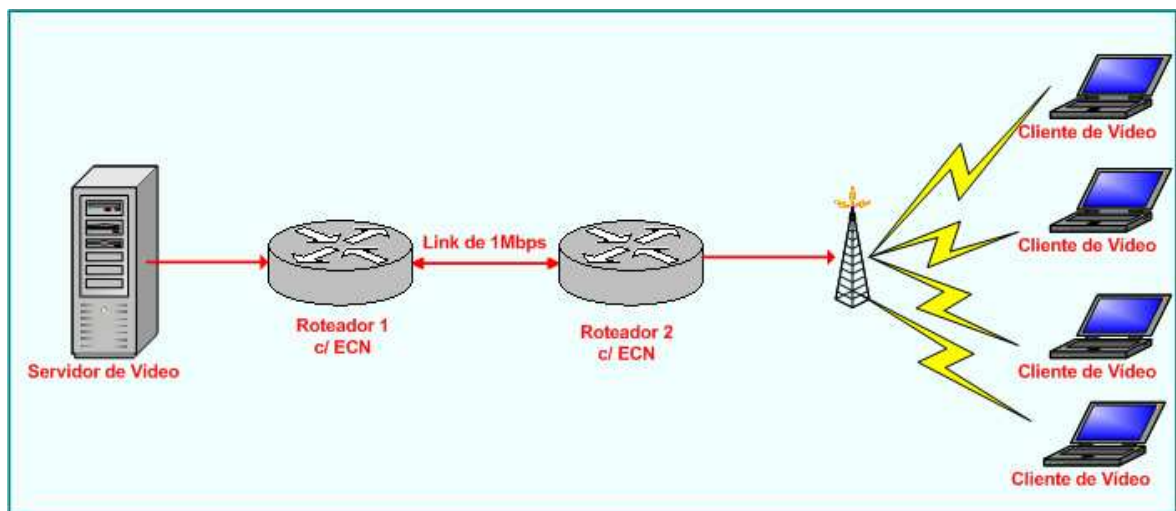 Cliente de Vídeo
Cliente de Vídeo
Link de 1Mbps
Roteador 1
c/ ECN
Roteador 2
c/ ECN
Servidor de Vídeo
Cliente de Vídeo
Cliente de Vídeo